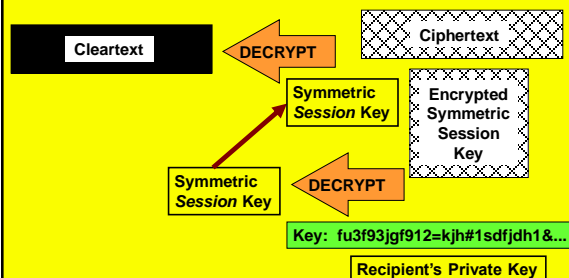 Cleartext
DECRYPT
Ciphertext
Symmetric
Session Key
Encrypted
Symmetric
Session
Key
Symmetric
Session Key
DECRYPT
Key: fu3f93jgf912=kjh#1sdfjdh1&...
Recipient's Private Key